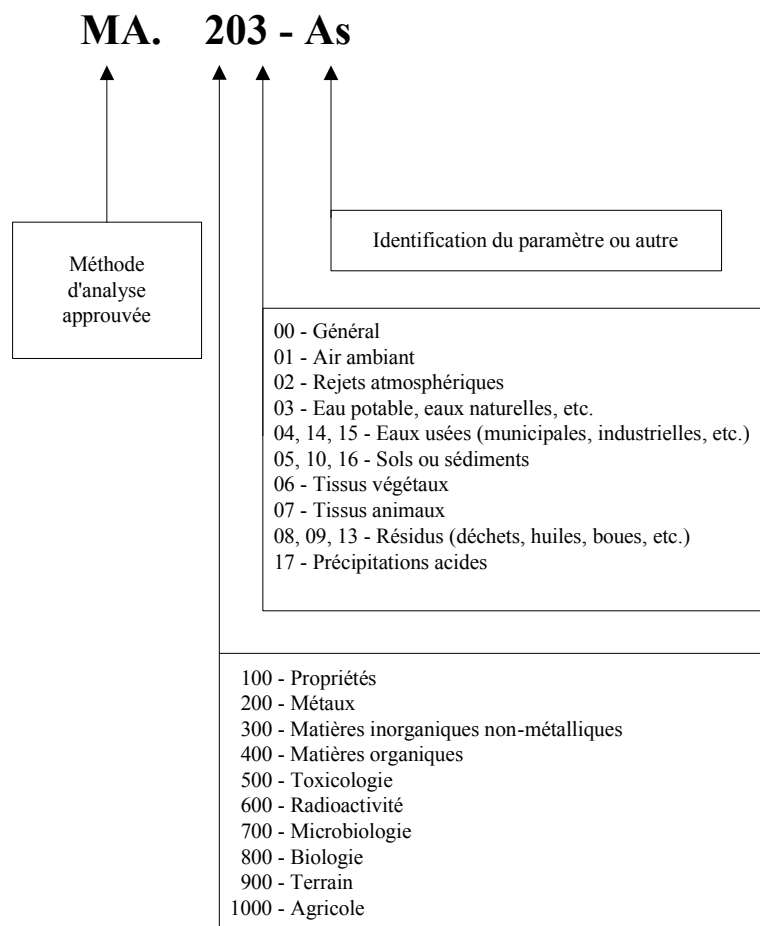 MA. 203 - As
Méthode
d'analyse
approuvée
Identification du paramètre ou autre
00 - Général
01 - Air ambiant
02 - Rejets atmosphériques
03 - Eau potable, eaux naturelles, etc.
04, 14, 15 - Eaux usées (municipales, industrielles, etc.)
05, 10, 16 - Sols ou sédiments
06 - Tissus végétaux
07 - Tissus animaux
08, 09, 13 - Résidus (déchets, huiles, boues, etc.)
17 - Précipitations acides
100 - Propriétés
200 - Métaux
300 - Matières inorganiques non-métalliques
400 - Matières organiques
500 - Toxicologie
600 - Radioactivité
700 - Microbiologie
800 - Biologie
900 - Terrain
1000 - Agricole